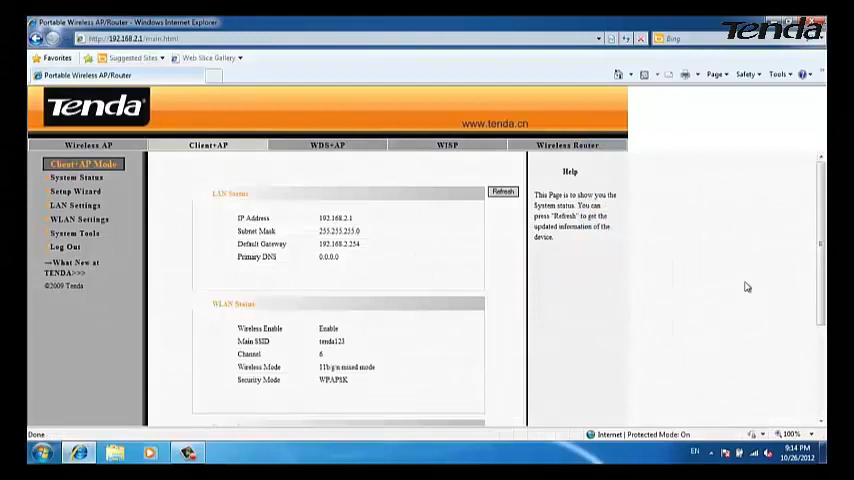 Portable Wireless AP/Router - Windows Internet Explorer
Tenda
http://192.168.2.1/main.html
Bing
Favorites Suggested Sites Web Slice Gallery
Portable Wireless AP/Router
Page Safety Tools
Tenda
www.tenda.cn
Wireless AP Client+AP WDS+AP WISP Wireless Router
Client+AP Mode
System Status
Setup Wizard
LAN Settings
WLAN Settings
System Tools
Log Out
→What New at
TENDA>>>
©2009 Tenda
LAN Status
Refresh
IP Address 192.168.2.1
Subnet Mask 255.255.255.0
Default Gateway 192.168.2.254
Primary DNS 0.0.0.0
WLAN Status
Wireless Enable Enable
Main SSID tenda123
Channel 6
Wireless Mode 11b/g/n mixed mode
Security Mode WPAPSK
Help
This Page is to show you the
System status. You can
press "Refresh" to get the
updated information of the
device.
Done
Internet | Protected Mode: On
100%
EN
9:14 PM
10/26/2012